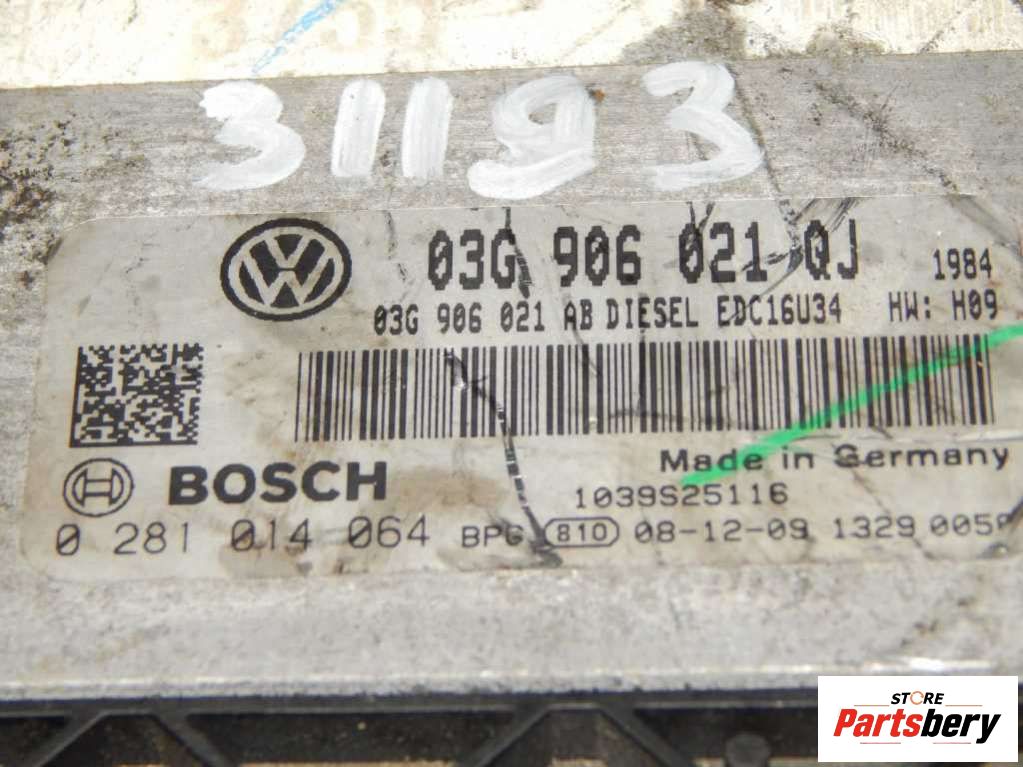 31193
03G 906 021 QJ 1984
03G 906 021 AB DIESEL EDC16U34 HW: H09
Made in Germany
BOSCH
1039S25116
0 281 014 064 BPG 810 08-12-09 1329 0059
STORE
Partsbery